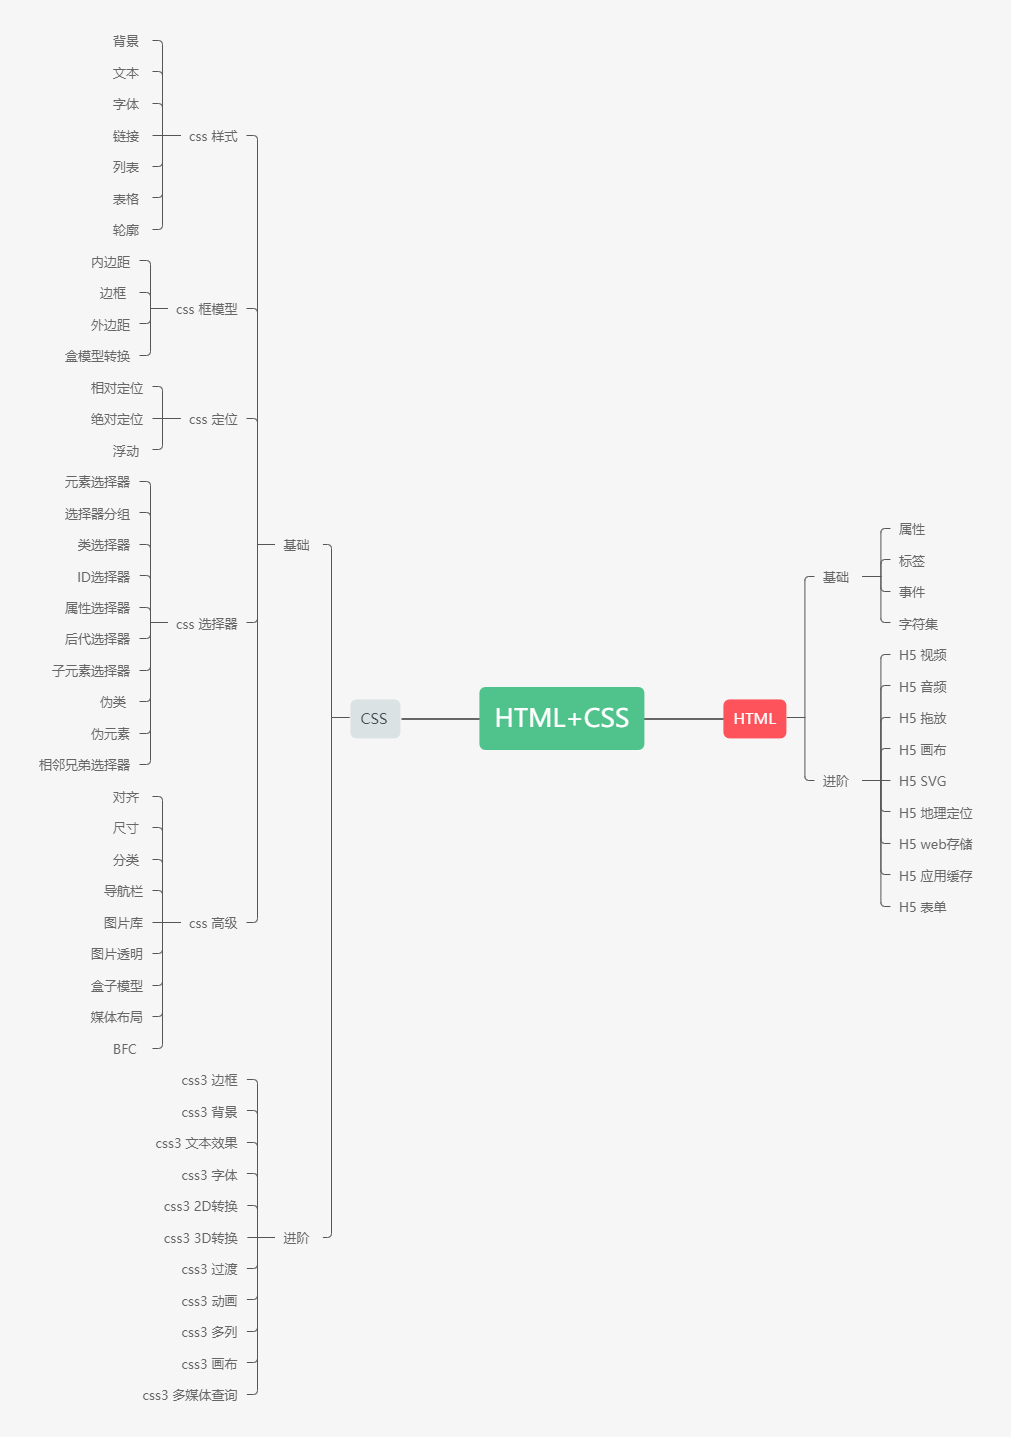 HTML+CSS
HTML
基础
属性
标签
事件
字符集
进阶
H5 视频
H5 音频
H5 拖放
H5 画布
H5 SVG
H5 地理定位
H5 web存储
H5 应用缓存
H5 表单
CSS
基础
css 样式
背景
文本
字体
链接
列表
表格
轮廓
css 框模型
内边距
边框
外边距
盒模型转换
css 定位
相对定位
绝对定位
浮动
css 选择器
元素选择器
选择器分组
类选择器
ID选择器
属性选择器
后代选择器
子元素选择器
伪类
伪元素
相邻兄弟选择器
css 高级
对齐
尺寸
分类
导航栏
图片库
图片透明
盒子模型
媒体布局
BFC
进阶
css3 边框
css3 背景
css3 文本效果
css3 字体
css3 2D转换
css3 3D转换
css3 过渡
css3 动画
css3 多列
css3 画布
css3 多媒体查询